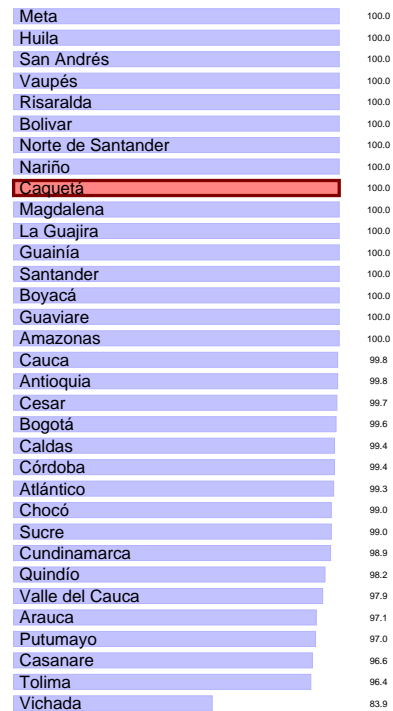 Meta 100.0
Huila 100.0
San Andrés 100.0
Vaupés 100.0
Risaralda 100.0
Bolivar 100.0
Norte de Santander 100.0
Nariño 100.0
Caquetá 100.0
Magdalena 100.0
La Guajira 100.0
Guainía 100.0
Santander 100.0
Boyacá 100.0
Guaviare 100.0
Amazonas 100.0
Cauca 99.8
Antioquia 99.8
Cesar 99.7
Bogotá 99.6
Caldas 99.4
Córdoba 99.4
Atlántico 99.3
Chocó 99.0
Sucre 99.0
Cundinamarca 98.9
Quindío 98.2
Valle del Cauca 97.9
Arauca 97.1
Putumayo 97.0
Casanare 96.6
Tolima 96.4
Vichada 83.9